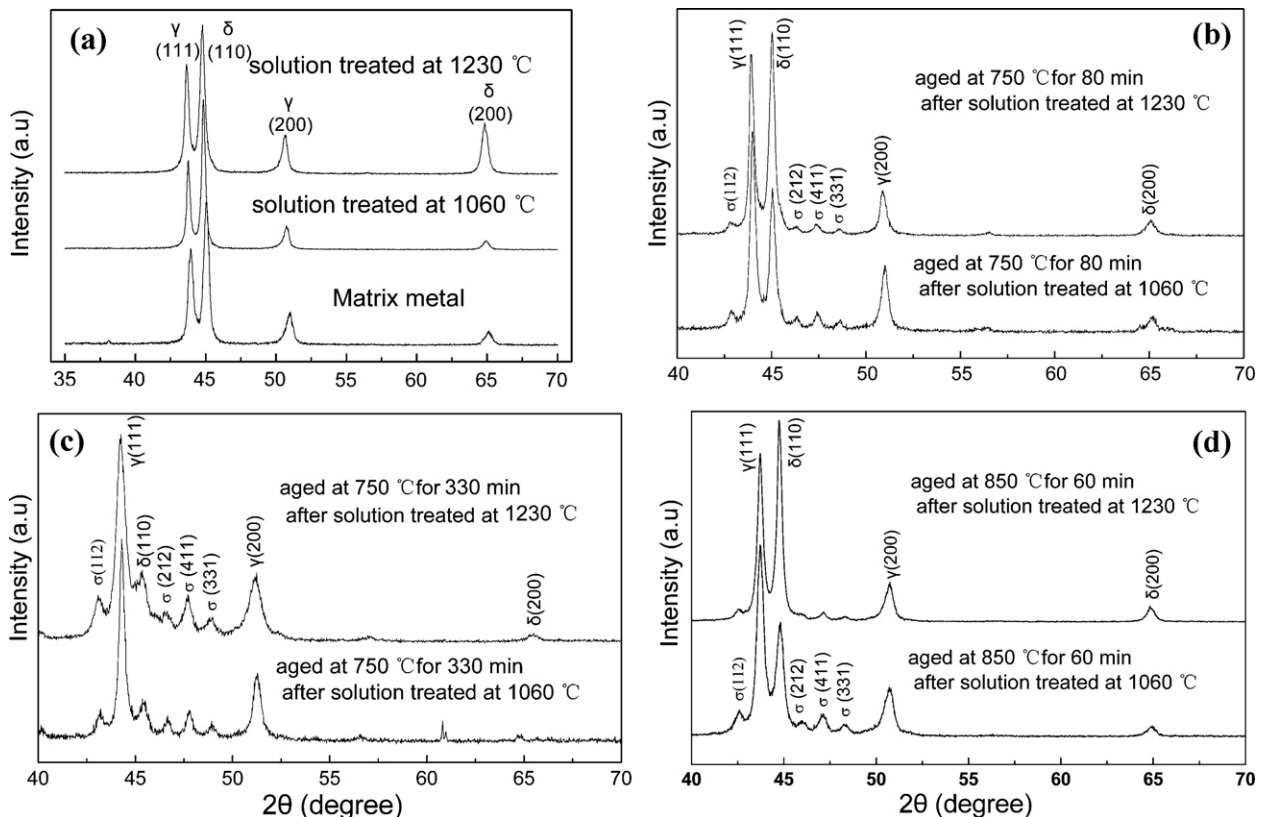 (a)
γ
(111)
δ
(110)
solution treated at 1230 ℃
γ
(200)
δ
(200)
solution treated at 1060 ℃
Matrix metal
Intensity (a.u)
35 40 45 50 55 60 65 70
(b)
γ(111)
δ(110)
aged at 750 ℃ for 80 min
after solution treated at 1230 ℃
σ(112)
σ (212)
σ (411)
σ (331)
γ(200)
δ(200)
aged at 750 ℃ for 80 min
after solution treated at 1060 ℃
Intensity (a.u)
40 45 50 55 60 65 70
(c)
γ(111)
aged at 750 ℃ for 330 min
after solution treated at 1230 ℃
σ(112)
δ(110)
σ (212)
σ (411)
σ (331)
γ(200)
δ(200)
aged at 750 ℃ for 330 min
after solution treated at 1060 ℃
Intensity (a.u)
40 45 50 55 60 65 70
2θ (degree)
(d)
γ(111)
δ(110)
aged at 850 ℃ for 60 min
after solution treated at 1230 ℃
γ(200)
δ(200)
aged at 850 ℃ for 60 min
after solution treated at 1060 ℃
σ(112)
σ (212)
σ (411)
σ (331)
Intensity (a.u)
40 45 50 55 60 65 70
2θ (degree)